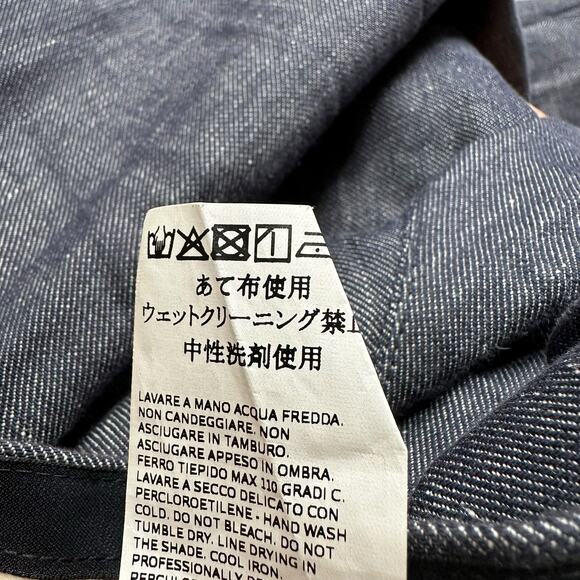 あて布使用
ウェットクリーニング禁止
中性洗剤使用
LAVARE A MANO ACQUA FREDDA.
NON CANDEGGIARE. NON
ASCIUGARE IN TAMBURO.
ASCIUGARE APPESO IN OMBRA.
FERRO TIEPIDO MAX 110 GRADI C.
LAVARE A SECCO DELICATO CON
PERCLOROETILENE - HAND WASH
COLD. DO NOT BLEACH. DO NOT
TUMBLE DRY. LINE DRYING IN
THE SHADE. COOL IRON.
PROFESSIONALLY